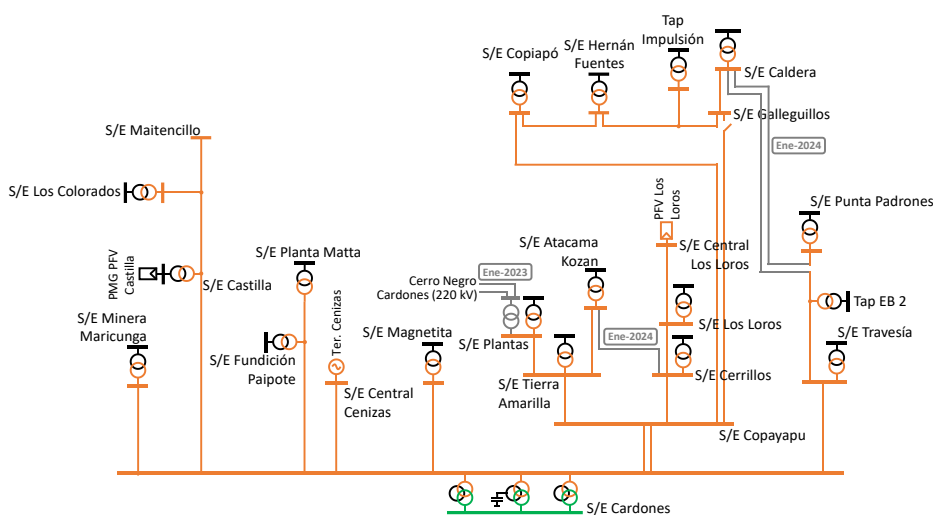 Tap
Impulsión
S/E Copiapó
S/E Hernán
Fuentes
S/E Caldera
S/E Galleguillos
S/E Maitencillo
Ene-2024
S/E Los Colorados
PFV Los
Loros
S/E Punta Padrones
S/E Planta Matta
S/E Atacama
Kozan
S/E Central
Los Loros
PMG PFV
Castilla
S/E Castilla
Ene-2023
Cerro Negro
Cardones (220 kV)
Tap EB 2
S/E Minera
Maricunga
Ter. Cenizas
S/E Magnetita
S/E Plantas
Ene-2024
S/E Los Loros
S/E Travesía
S/E Fundición
Paipote
S/E Central
Cenizas
S/E Tierra
Amarilla
S/E Cerrillos
S/E Copayapu
S/E Cardones